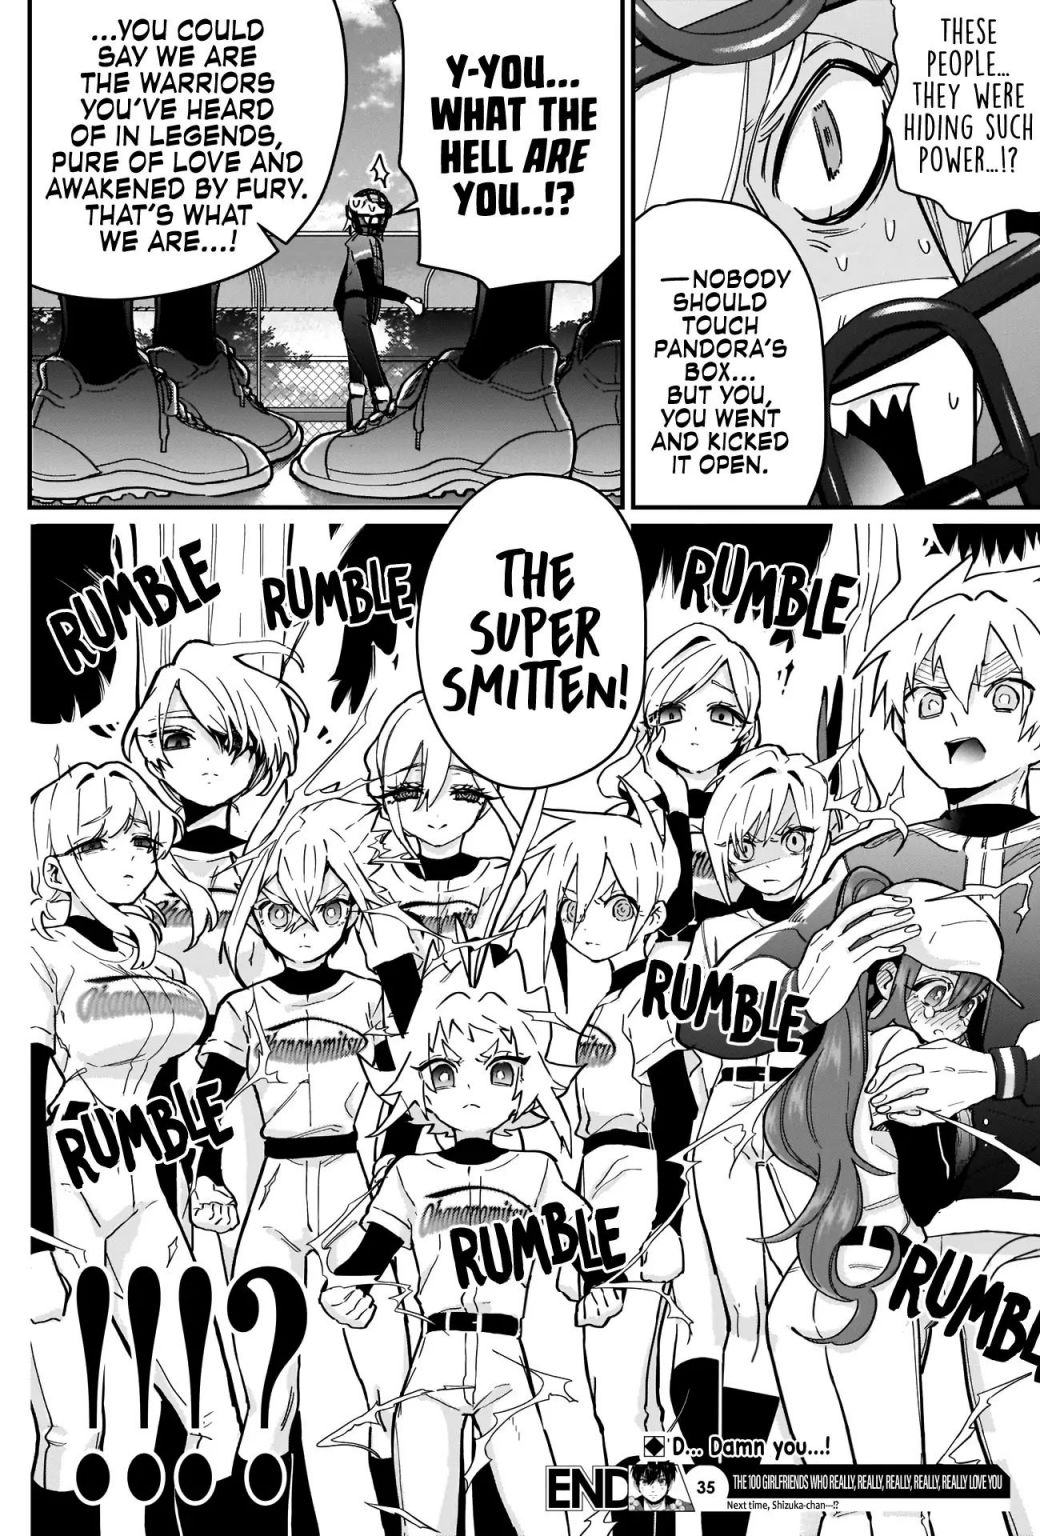 THESE
PEOPLE...
THEY WERE
HIDING SUCH
POWER...!?
—NOBODY
SHOULD
TOUCH
PANDORA'S
BOX...
BUT YOU,
YOU WENT
AND KICKED
IT OPEN.
Y-YOU...
WHAT THE
HELL ARE
YOU..!?
...YOU COULD
SAY WE ARE
THE WARRIORS
YOU'VE HEARD
OF IN LEGENDS,
PURE OF LOVE AND
AWAKENED BY FURY.
THAT'S WHAT
WE ARE...!
THE
SUPER
SMITTEN!
RUMBLE
RUMBLE
RUMBLE
RUMBLE
RUMBLE
RUMBLE
RUMBLE
Ohananomitsu
Ohananomitsu
Ohananomitsu
!!!?
D... Damn you...!
END
35
THE 100 GIRLFRIENDS WHO REALLY, REALLY, REALLY, REALLY, REALLY LOVE YOU
Next time, Shizuka-chan---!?